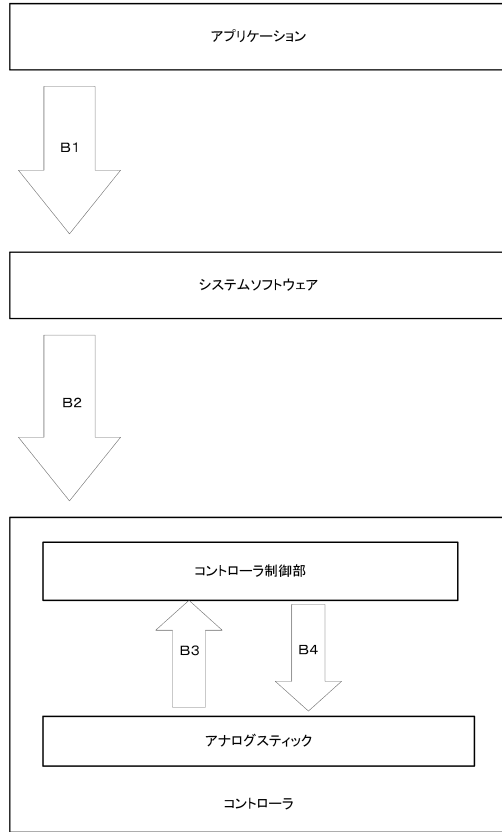 アプリケーション
B1
システムソフトウェア
B2
コントローラ制御部
B3
B4
アナログスティック
コントローラ